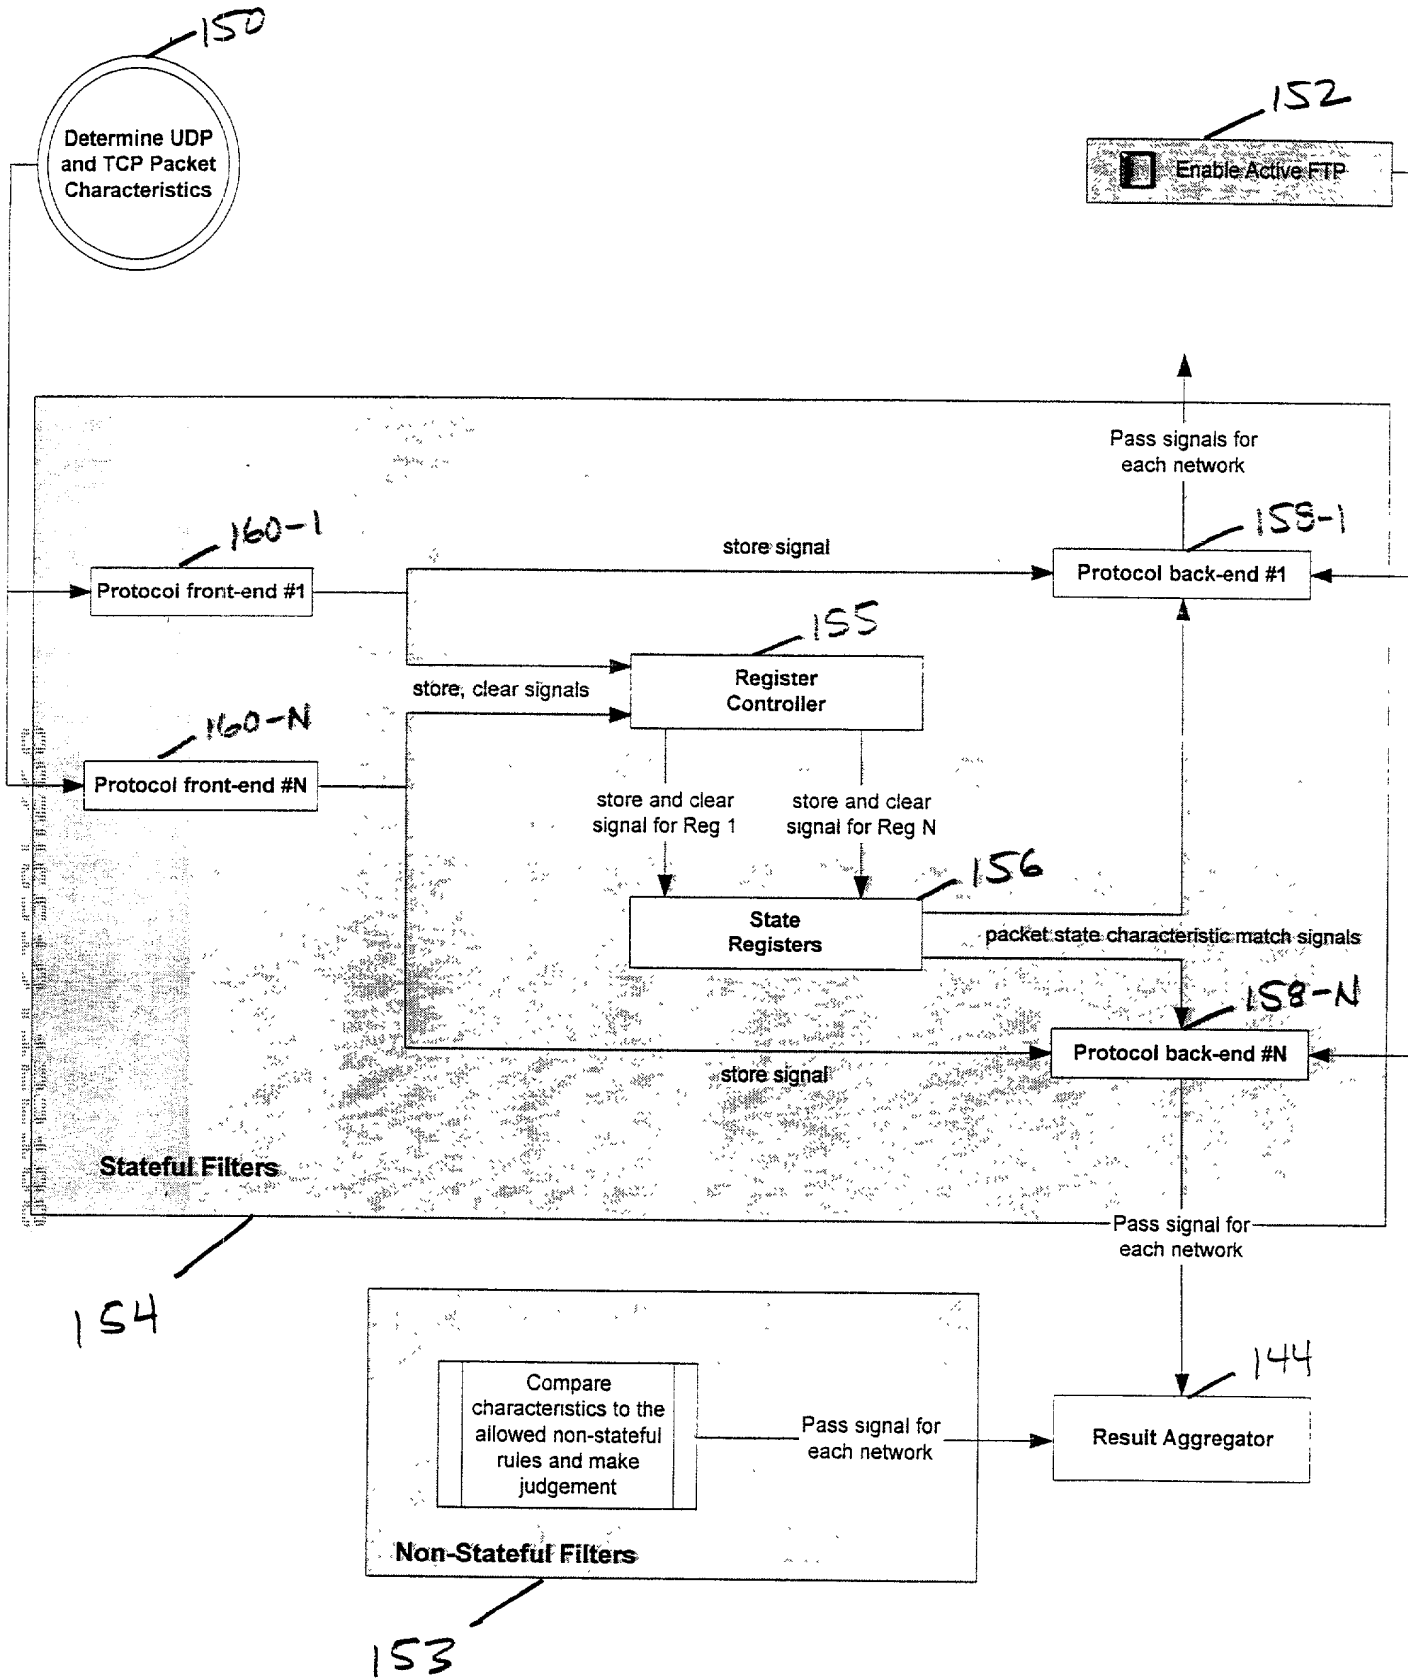 150
Determine UDP
and TCP Packet
Characteristics
152
Enable Active FTP
Pass signals for
each network
160-1
158-1
store signal
Protocol front-end #1
Protocol back-end #1
155
Register
Controller
store, clear signals
160-N
Protocol front-end #N
store and clear
signal for Reg 1
store and clear
signal for Reg N
156
State
Registers
packet state characteristic match signals
158-N
Protocol back-end #N
store signal
Stateful Filters
Pass signal for
each network
154
144
Compare
characteristics to the
allowed non-stateful
rules and make
judgement
Pass signal for
each network
Result Aggregator
Non-Stateful Filters
153